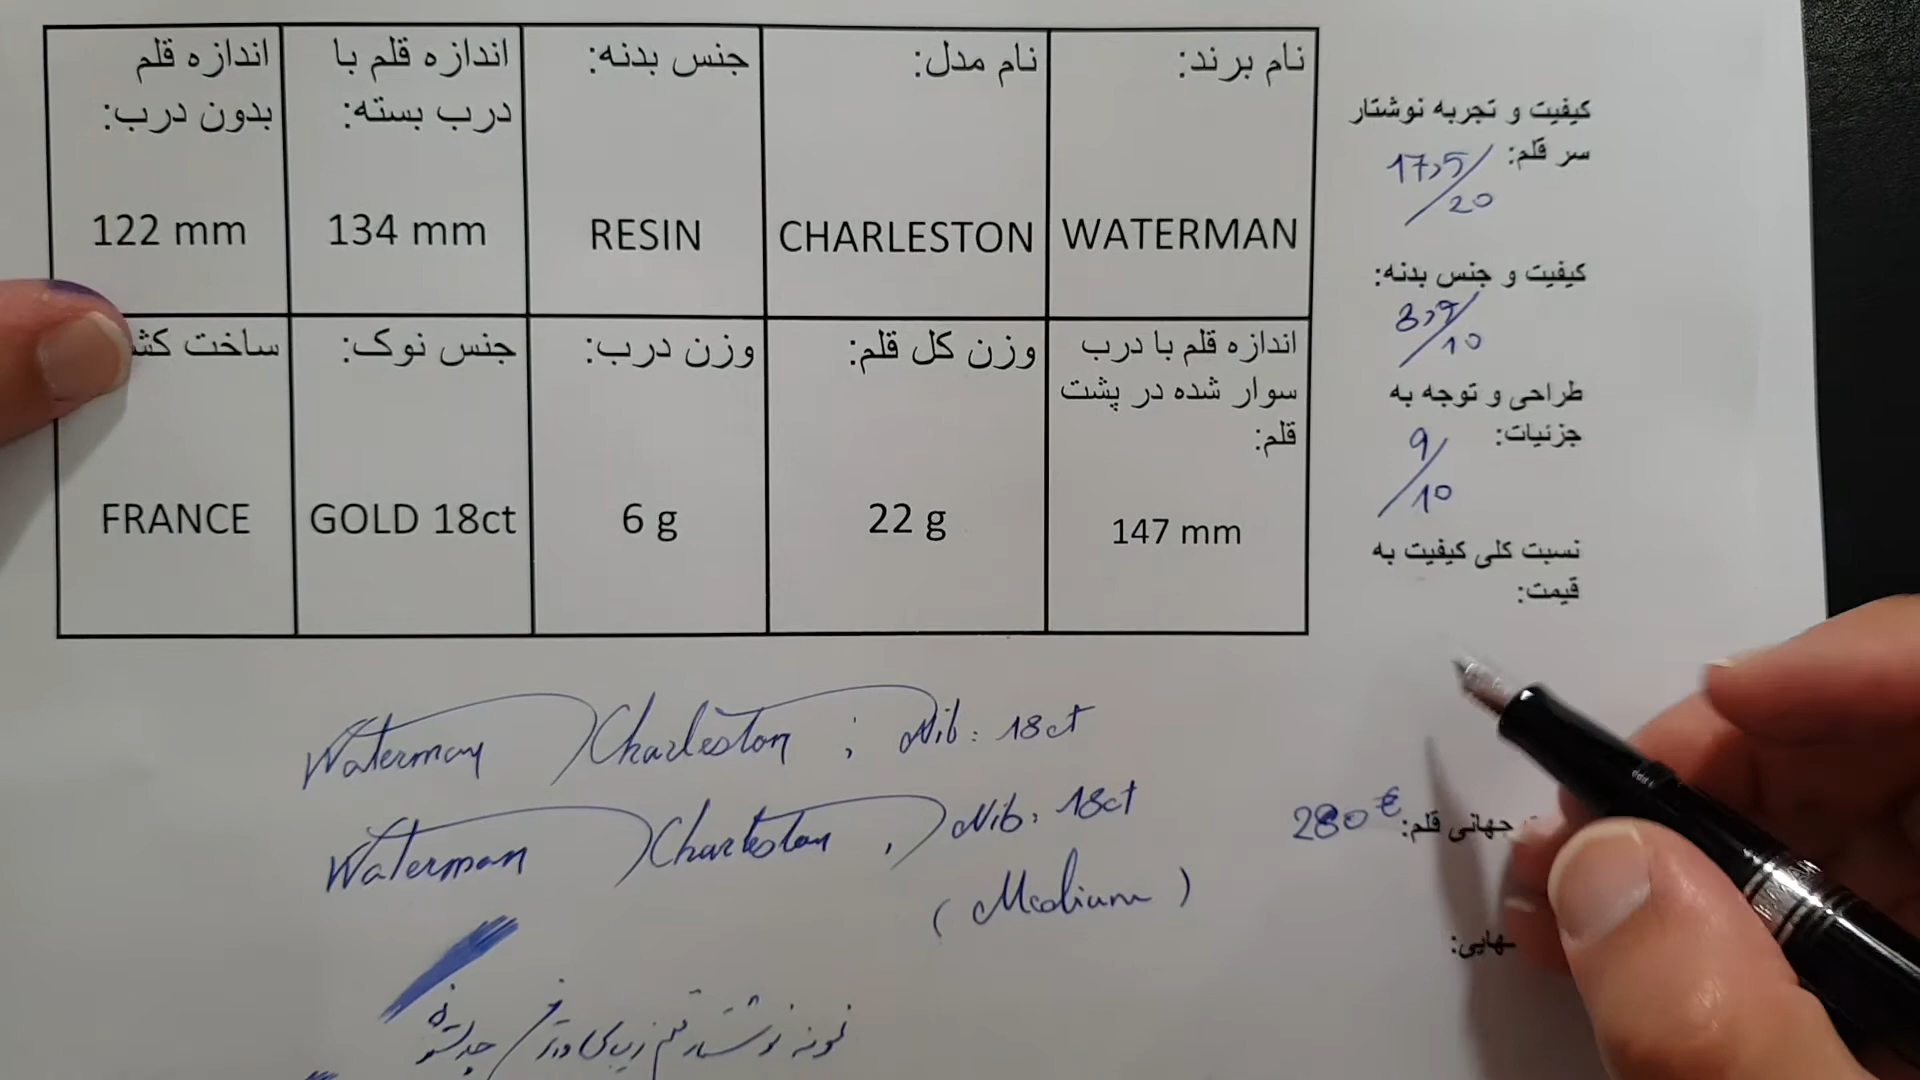 نام برند:
WATERMAN
نام مدل:
CHARLESTON
جنس بدنه:
RESIN
اندازه قلم با
درب بسته:
134 mm
اندازه قلم
بدون درب:
122 mm
اندازه قلم با درب
سوار شده در پشت
قلم:
147 mm
وزن کل قلم:
22 g
وزن درب:
6 g
جنس نوک:
GOLD 18ct
ساخت
FRANCE
کیفیت و تجربه نوشتار
سر قلم:
17,5/20
کیفیت و جنس بدنه:
/10
طراحی و توجه به
جزئیات:
9/10
نسبت کلی کیفیت به
قیمت:
جهانی قلم: 280€
Waterman Charleston ; Nib: 18ct
Waterman Charleston , Nib: 18ct
(Medium)
نمونه نوشتار قلم